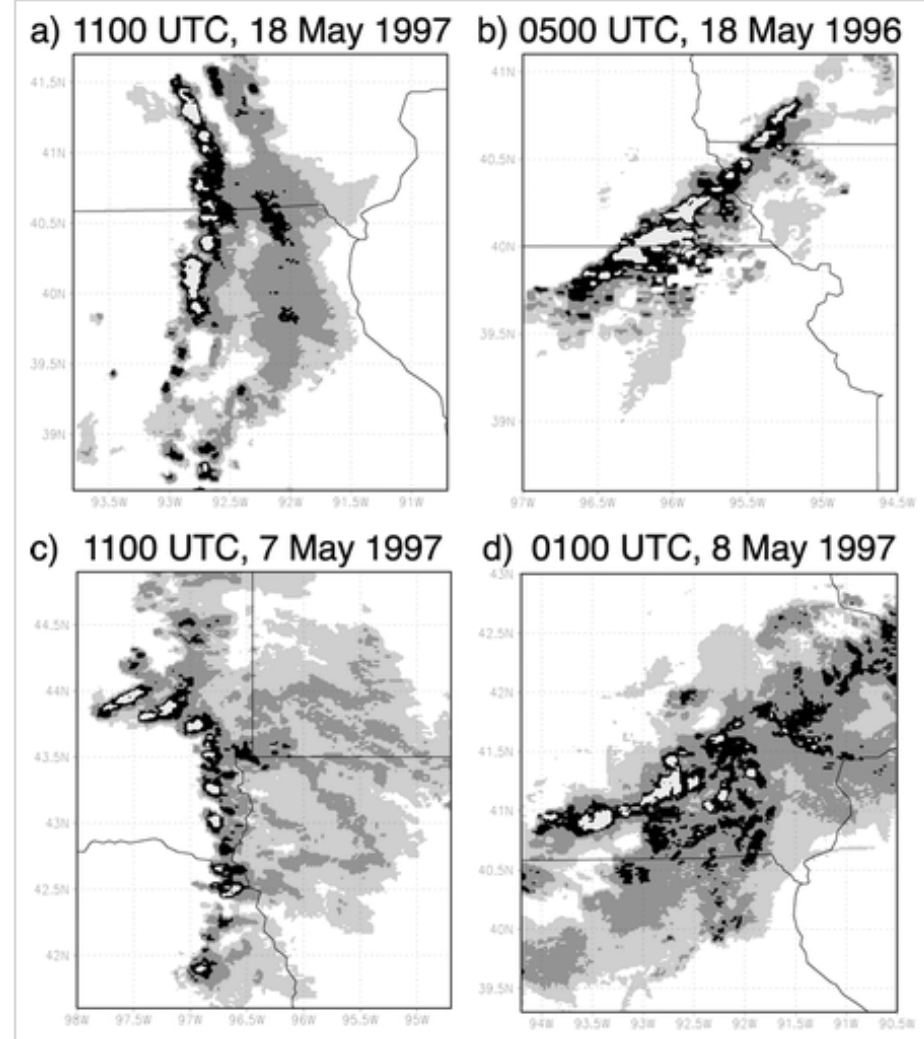 a) 1100 UTC, 18 May 1997
41.5N
41N
40.5N
40N
39.5N
39N
93.5W 93W 92.5W 92W 91.5W 91W
b) 0500 UTC, 18 May 1996
41N
40.5N
40N
39.5N
39N
97W 96.5W 96W 95.5W 95W 94.5W
c) 1100 UTC, 7 May 1997
44.5N
44N
43.5N
43N
42.5N
42N
98W 97.5W 97W 96.5W 96W 95.5W 95W
d) 0100 UTC, 8 May 1997
43N
42.5N
42N
41.5N
41N
40.5N
40N
39.5N
94W 93.5W 93W 92.5W 92W 91.5W 91W 90.5W